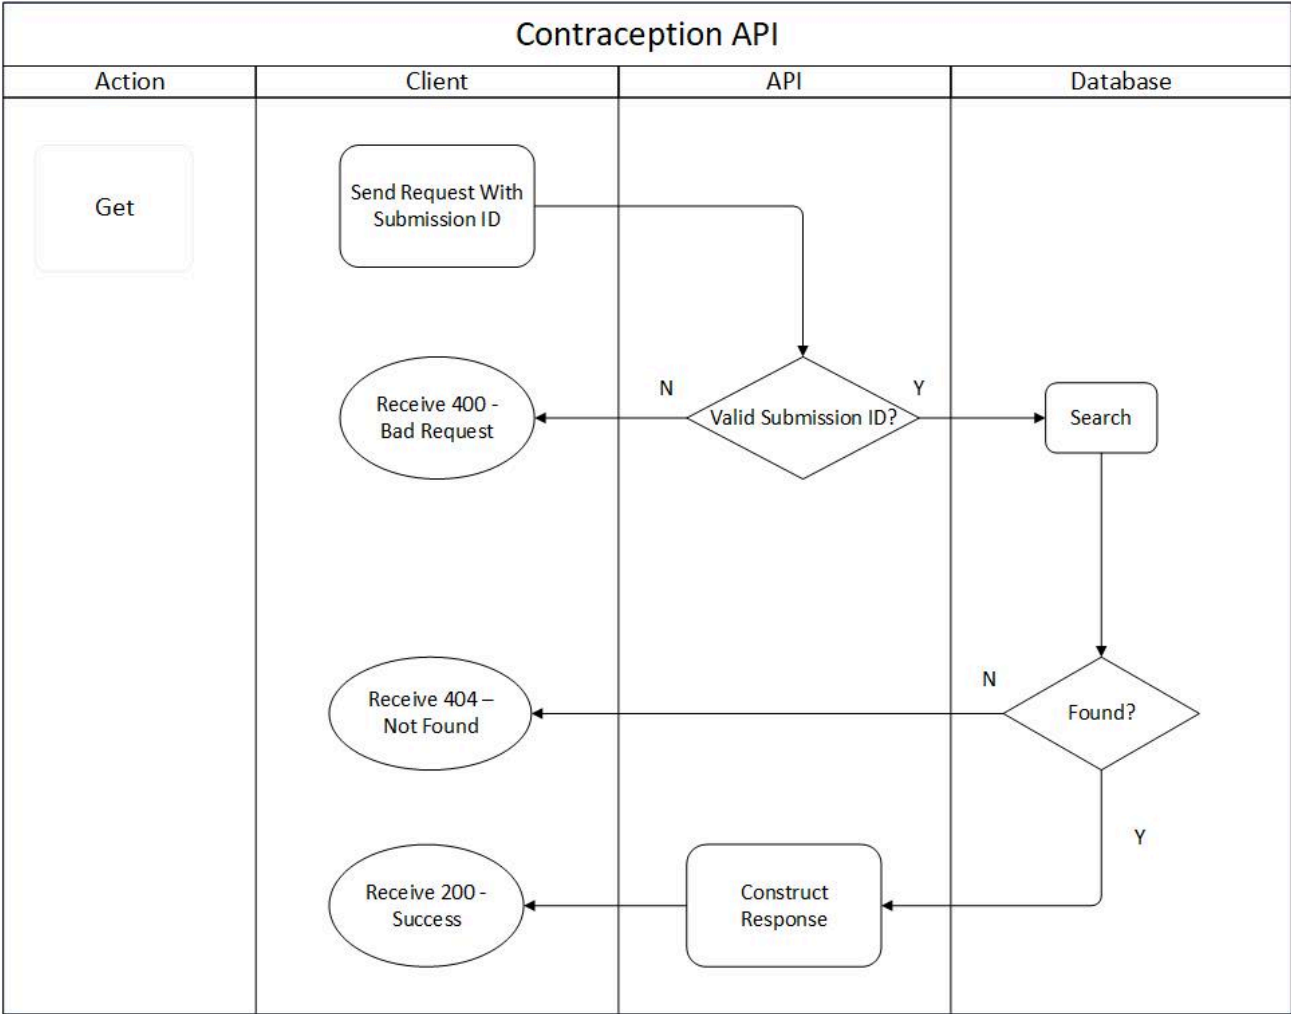 Contraception API
Action
Client
API
Database
Get
Send Request With
Submission ID
Receive 400 -
Bad Request
N
Valid Submission ID?
Y
Search
Receive 404 –
Not Found
N
Found?
Y
Receive 200 -
Success
Construct
Response